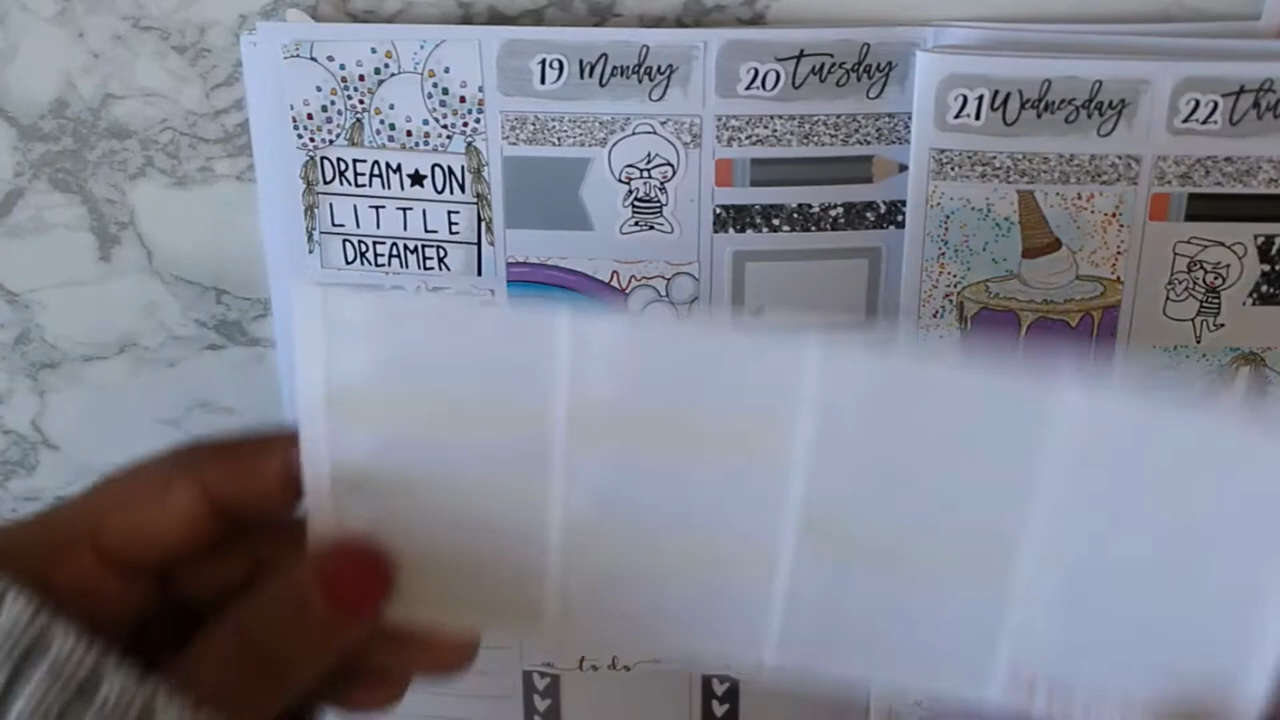 DREAM★ON
LITTLE
DREAMER
19 Monday
20 Tuesday
21 Wednesday
22
to do